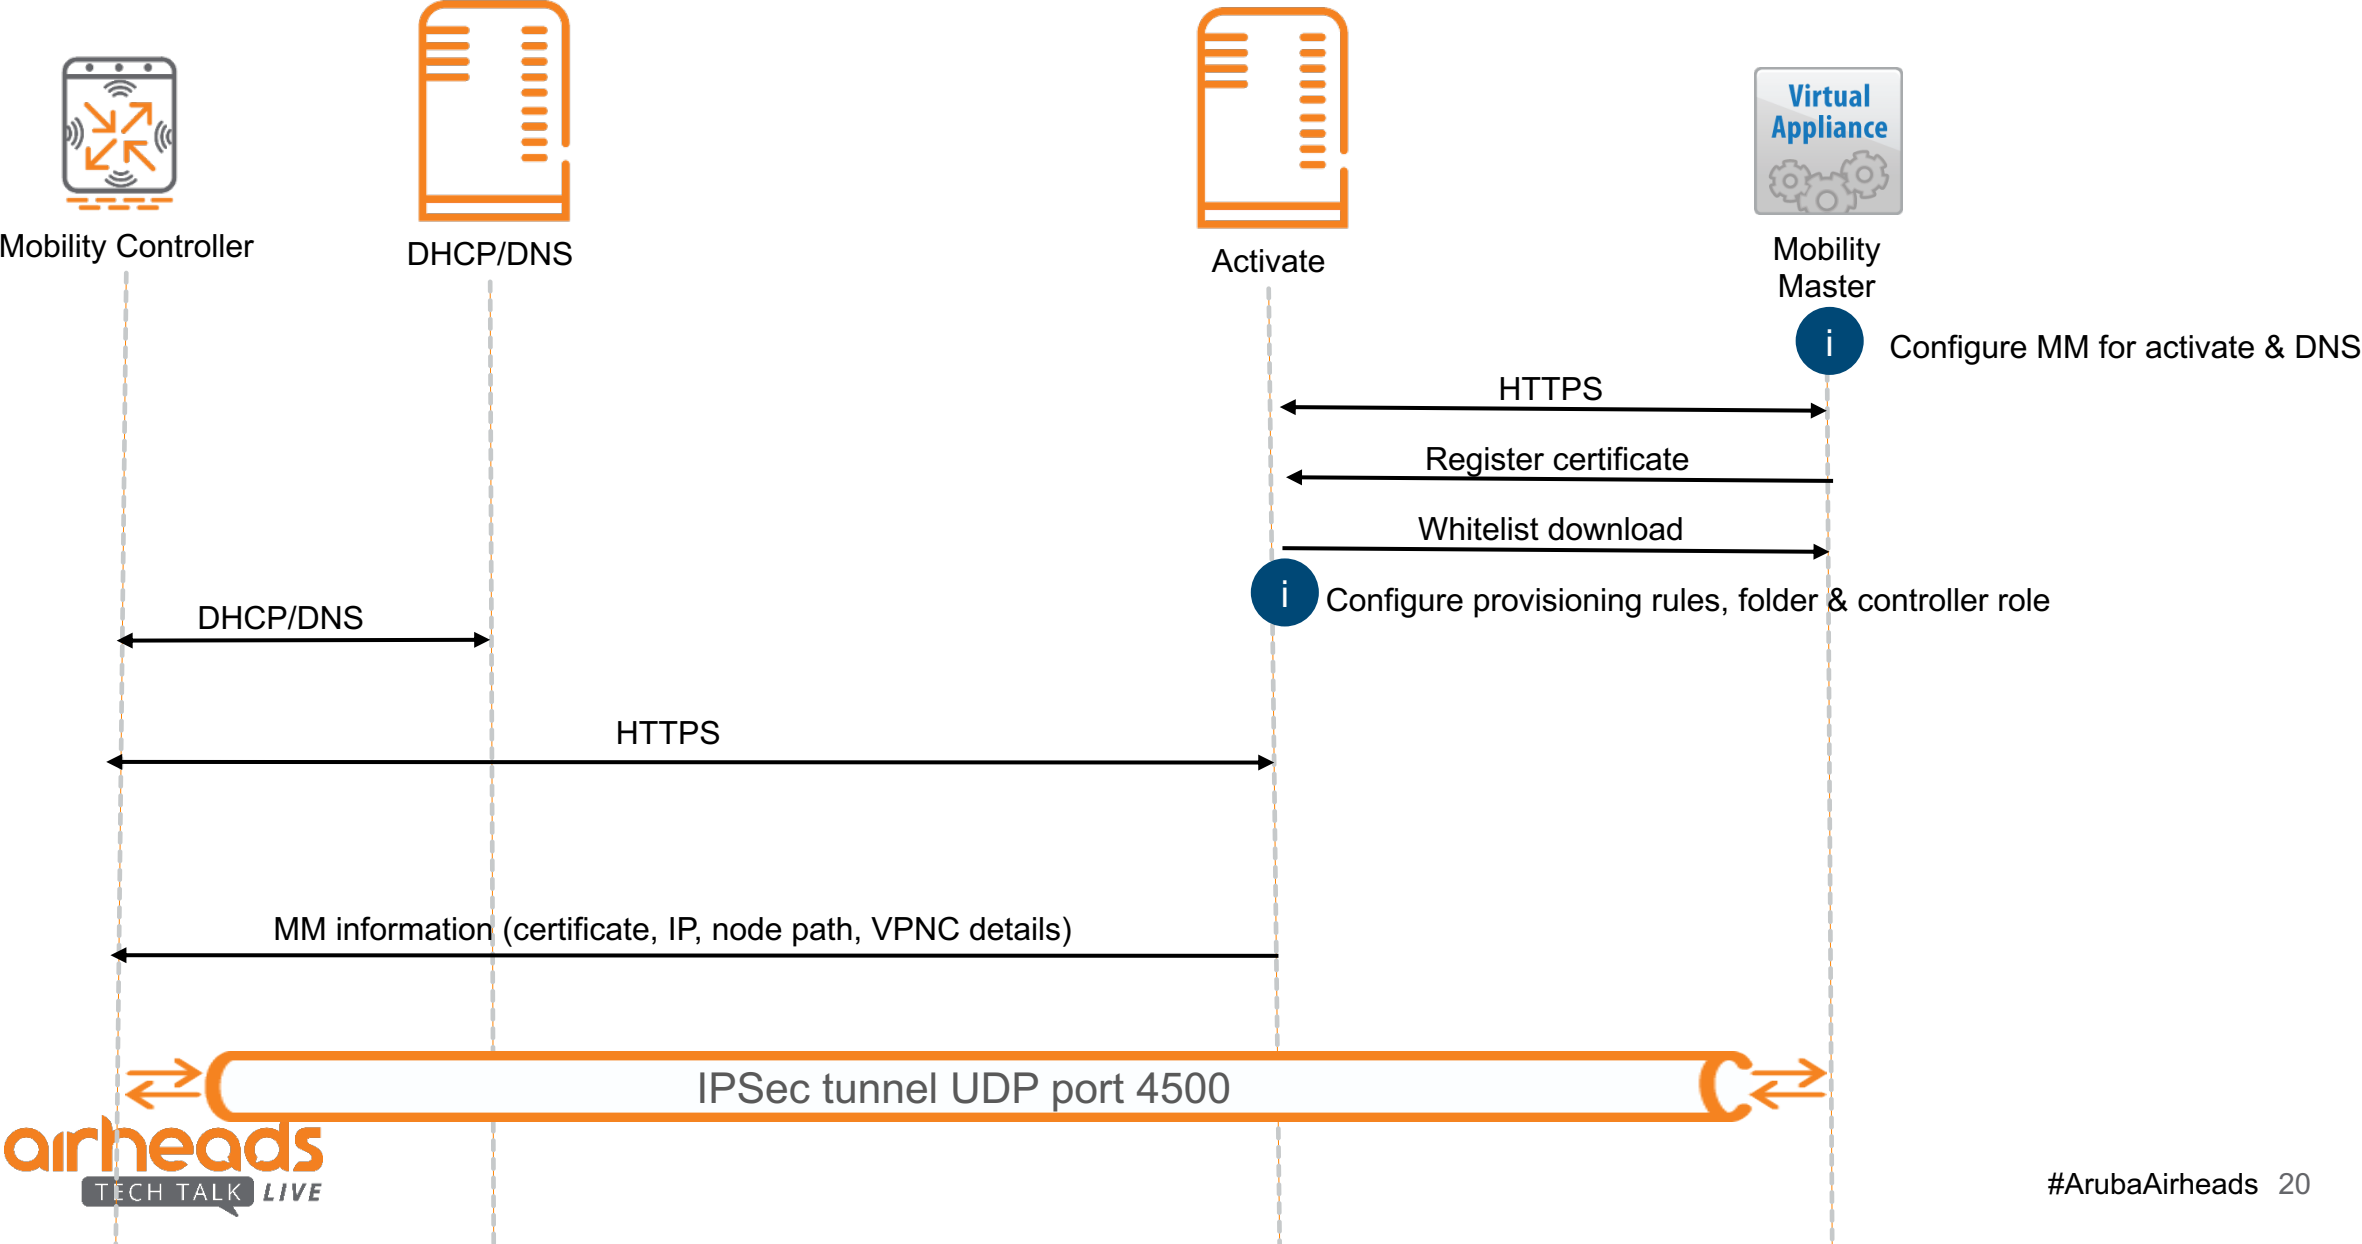 Virtual
Appliance
Mobility Controller
DHCP/DNS
Activate
Mobility
Master
i
Configure MM for activate & DNS
HTTPS
Register certificate
Whitelist download
i
Configure provisioning rules, folder & controller role
DHCP/DNS
HTTPS
MM information (certificate, IP, node path, VPNC details)
IPSec tunnel UDP port 4500
airheads
TECH TALK LIVE
#ArubaAirheads 20